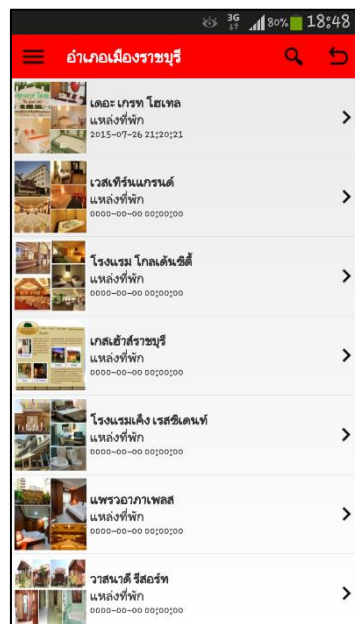 3G 80% 18:48
อำเภอเมืองราชบุรี
เดอะ เกรท โฮเทล
แหล่งที่พัก
2015-07-26 21:20:21
เวสเทิร์นแกรนด์
แหล่งที่พัก
0000-00-00 00:00:00
โรงแรม โกลเด้นซิตี้
แหล่งที่พัก
0000-00-00 00:00:00
เกสเฮ้าส์ราชบุรี
แหล่งที่พัก
0000-00-00 00:00:00
โรงแรมเค็ง เรสซิเดนท์
แหล่งที่พัก
0000-00-00 00:00:00
แพรวอาภาเพลส
แหล่งที่พัก
0000-00-00 00:00:00
วาสนาดี รีสอร์ท
แหล่งที่พัก
0000-00-00 00:00:00